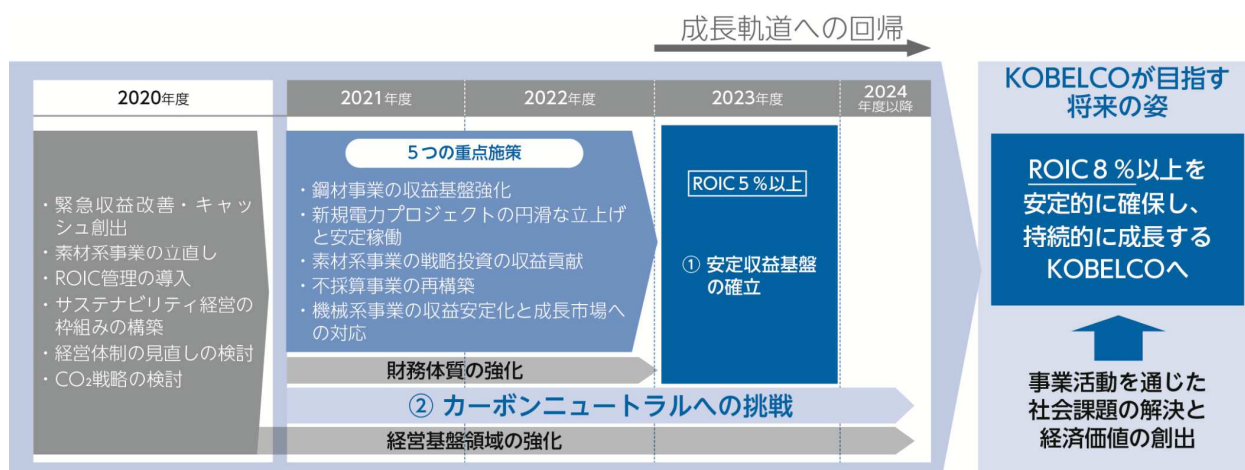 成長軌道への回帰
2020年度
2021年度
2022年度
2023年度
2024
年度以降
・緊急収益改善・キャッ
シュ創出
・素材系事業の立直し
・ROIC管理の導入
・サステナビリティ経営の
枠組みの構築
・経営体制の見直しの検討
・CO₂戦略の検討
5つの重点施策
・鋼材事業の収益基盤強化
・新規電力プロジェクトの円滑な立上げ
と安定稼働
・素材系事業の戦略投資の収益貢献
・不採算事業の再構築
・機械系事業の収益安定化と成長市場へ
の対応
ROIC5%以上
① 安定収益基盤
の確立
財務体質の強化
② カーボンニュートラルへの挑戦
経営基盤領域の強化
KOBELCOが目指す
将来の姿
ROIC8%以上を
安定的に確保し、
持続的に成長する
KOBELCOへ
事業活動を通じた
社会課題の解決と
経済価値の創出